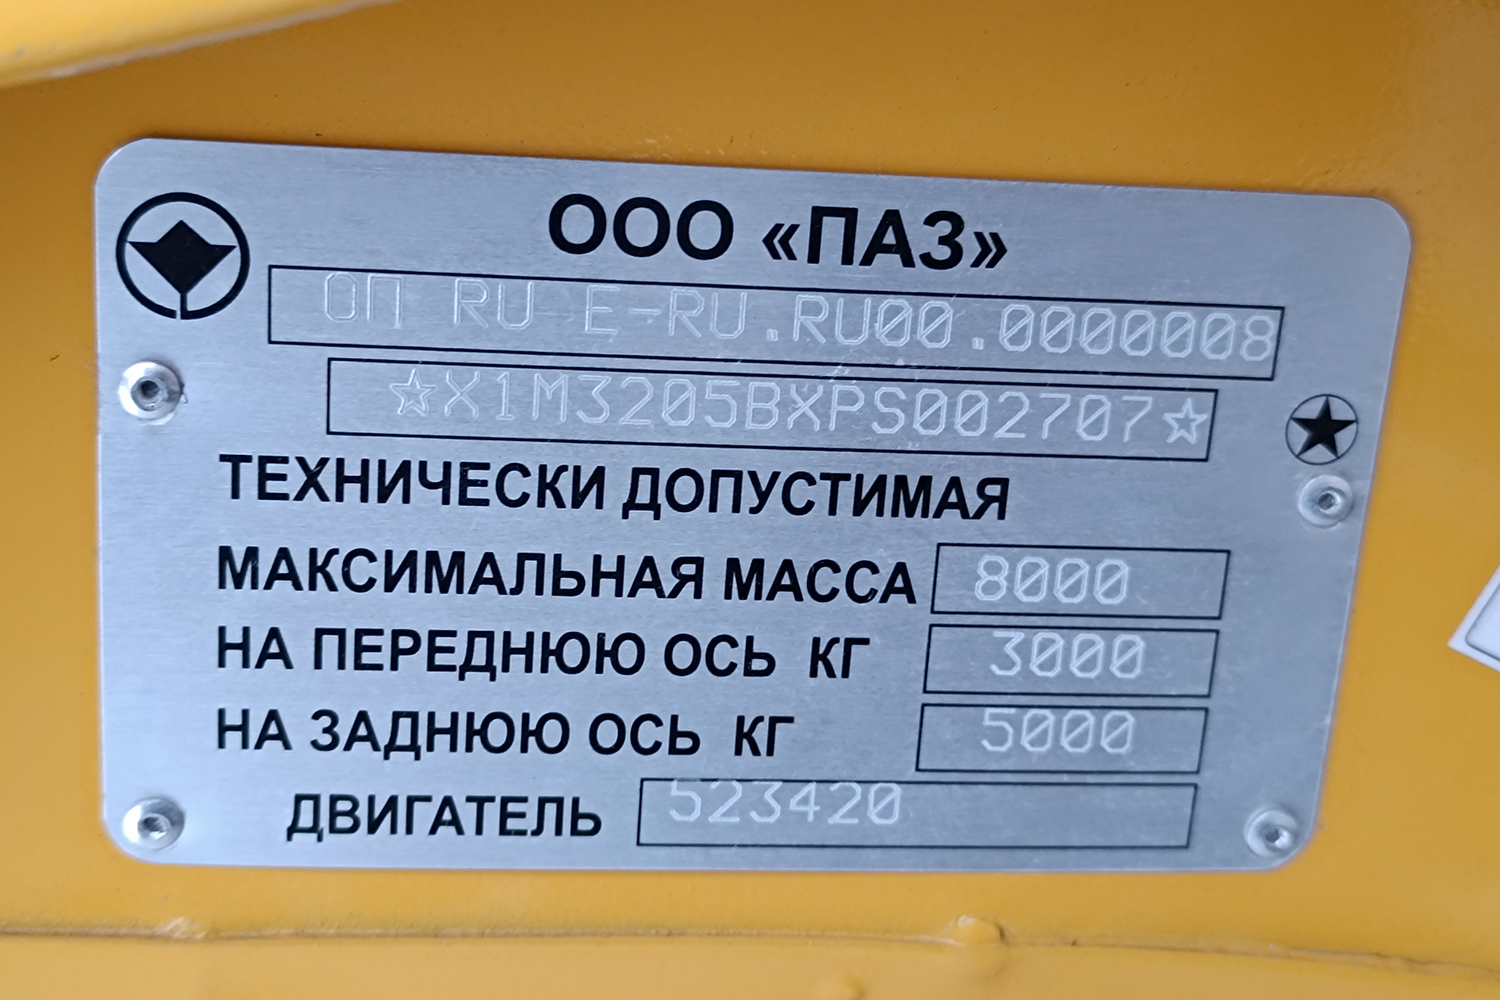 ООО «ПАЗ»
ОП RU E-RU.RU00.0000008
☆X1M3205BXPS002707☆
ТЕХНИЧЕСКИ ДОПУСТИМАЯ
МАКСИМАЛЬНАЯ МАССА 8000
НА ПЕРЕДНЮЮ ОСЬ КГ 3000
НА ЗАДНЮЮ ОСЬ КГ 5000
ДВИГАТЕЛЬ 523420